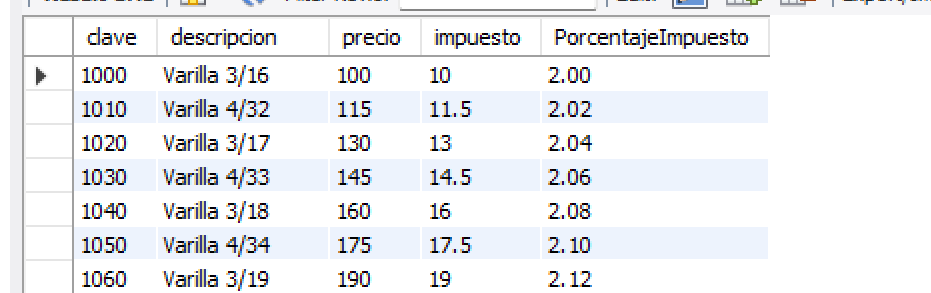 clave descripcion precio impuesto PorcentajeImpuesto
1000 Varilla 3/16 100 10 2.00
1010 Varilla 4/32 115 11.5 2.02
1020 Varilla 3/17 130 13 2.04
1030 Varilla 4/33 145 14.5 2.06
1040 Varilla 3/18 160 16 2.08
1050 Varilla 4/34 175 17.5 2.10
1060 Varilla 3/19 190 19 2.12